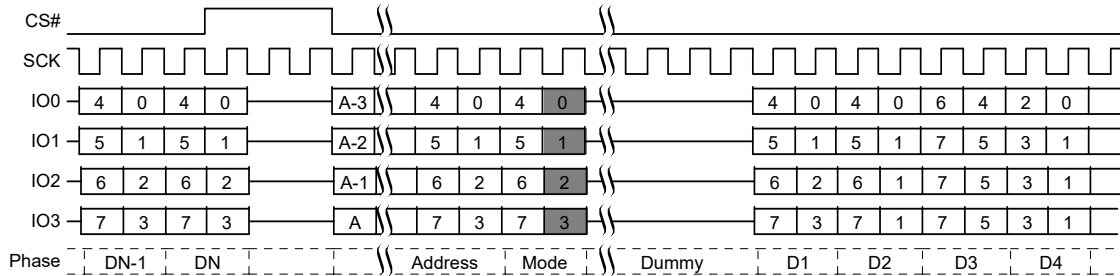 CS#
SCK
IO0 4 0 4 0 A-3 4 0 4 0 4 0 4 0 6 4 2 0
IO1 5 1 5 1 A-2 5 1 5 1 5 1 5 1 7 5 3 1
IO2 6 2 6 2 A-1 6 2 6 2 6 2 6 1 7 5 3 1
IO3 7 3 7 3 A 7 3 7 3 7 3 7 1 7 5 3 1
Phase DN-1 DN Address Mode Dummy D1 D2 D3 D4